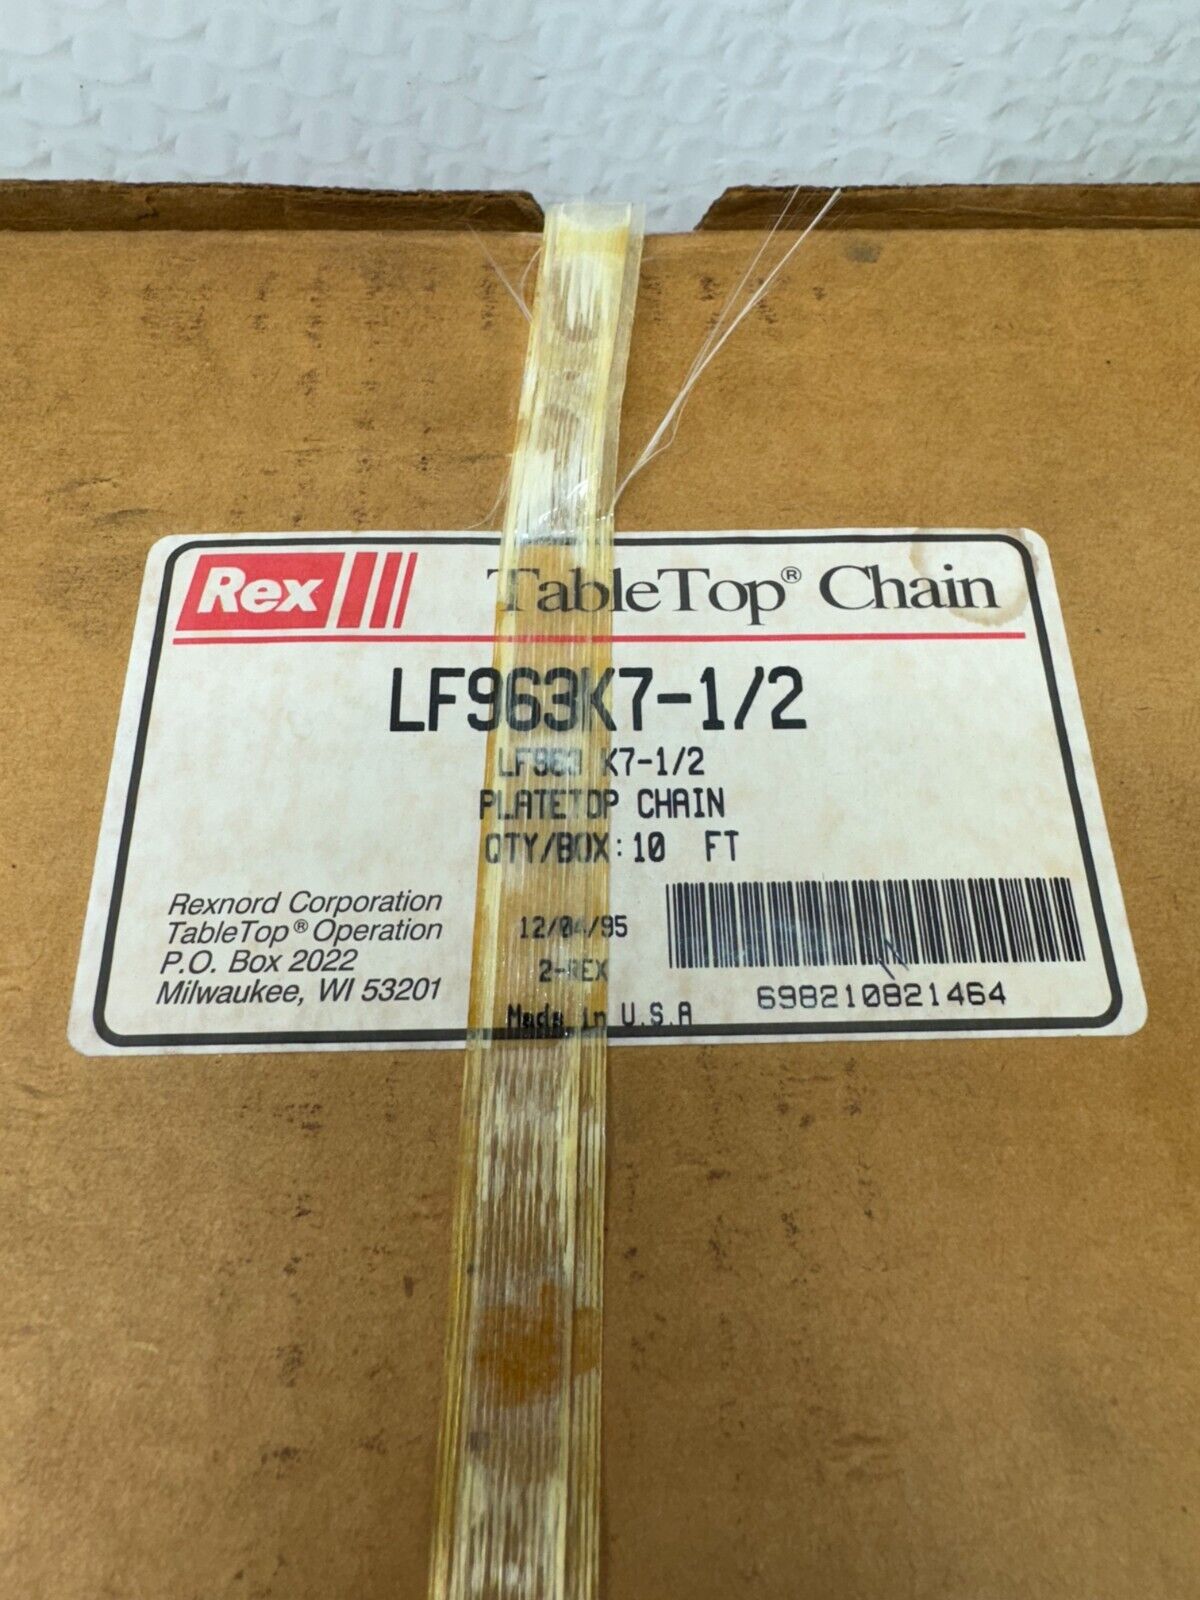 Rex TableTop® Chain
LF963K7-1/2
LF963 K7-1/2
PLATETOP CHAIN
QTY/BOX: 10 FT
Rexnord Corporation
TableTop® Operation
P.O. Box 2022
Milwaukee, WI 53201
12/04/95
2-REX
Made in U.S.A
698210821464